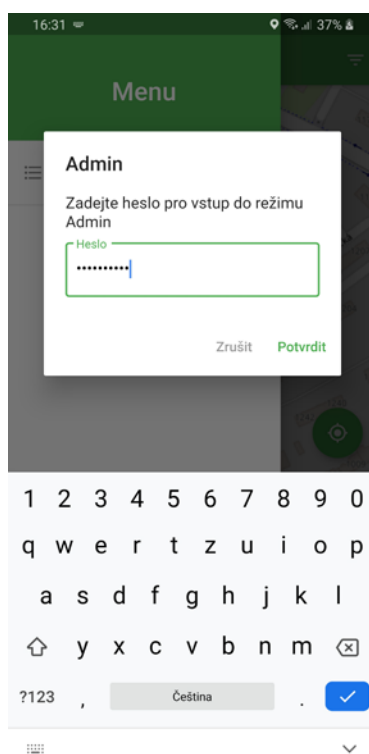 16:31 37%
Menu
Admin
Zadejte heslo pro vstup do režimu
Admin
Heslo
••••••••••
Zrušit Potvrdit
1 2 3 4 5 6 7 8 9 0
q w e r t z u i o p
a s d f g h j k l
y x c v b n m
?123 , Čeština .